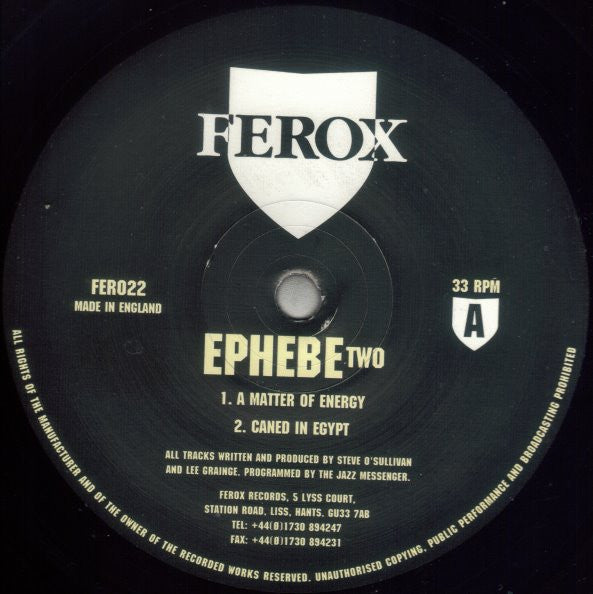 FEROX
FER022
MADE IN ENGLAND
33 RPM
A
EPHEBE TWO
1. A MATTER OF ENERGY
2. CANED IN EGYPT
ALL TRACKS WRITTEN AND PRODUCED BY STEVE O'SULLIVAN
AND LEE GRAINGE. PROGRAMMED BY THE JAZZ MESSENGER.
FEROX RECORDS, 5 LYSS COURT,
STATION ROAD, LISS, HANTS. GU33 7AB
TEL: +44(0)1730 894247
FAX: +44(0)1730 894231
ALL RIGHTS OF THE MANUFACTURER AND OF THE OWNER OF THE RECORDED WORKS RESERVED. UNAUTHORISED COPYING, PUBLIC PERFORMANCE AND BROADCASTING PROHIBITED